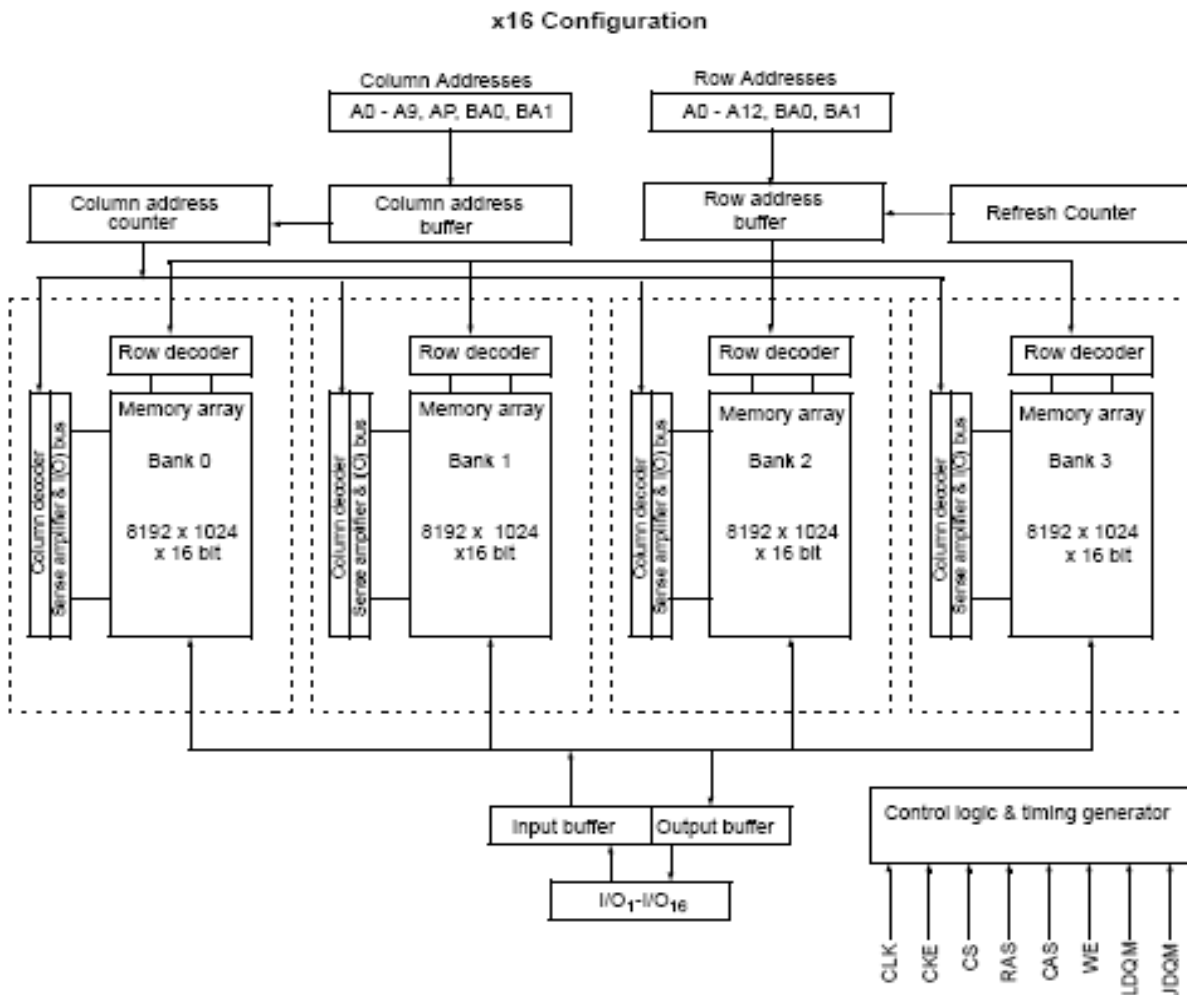 x16 Configuration
Column Addresses
Row Addresses
A0 - A9, AP, BA0, BA1
A0 - A12, BA0, BA1
Column address
counter
Column address
buffer
Row address
buffer
Refresh Counter
Row decoder
Row decoder
Row decoder
Row decoder
Column decoder
Sense amplifier & I(O) bus
Memory array
Bank 0
8192 x 1024
x 16 bit
Column decoder
Sense amplifier & I(O) bus
Memory array
Bank 1
8192 x 1024
x16 bit
Column decoder
Sense amplifier & I(O) bus
Memory array
Bank 2
8192 x 1024
x 16 bit
Column decoder
Sense amplifier & I(O) bus
Memory array
Bank 3
8192 x 1024
x 16 bit
Input buffer
Output buffer
I/O1-I/O16
Control logic & timing generator
CLK
CKE
CS
RAS
CAS
WE
LDQM
UDQM